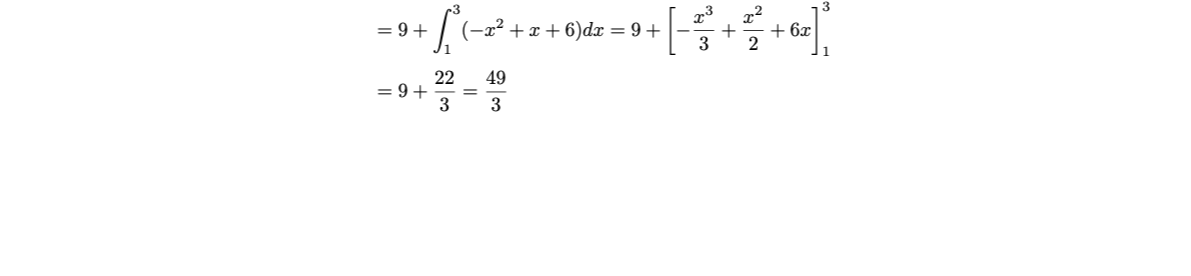 = 9 + ∫₁³ (−x² + x + 6)dx = 9 + [−x³/3 + x²/2 + 6x]₁³
= 9 + 22/3 = 49/3